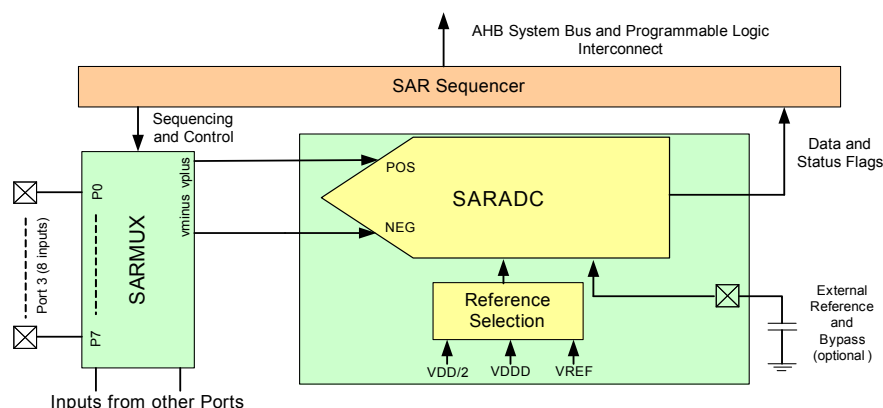 AHB System Bus and Programmable Logic
Interconnect
SAR Sequencer
Sequencing
and Control
Data and
Status Flags
vminus vplus
P0
POS
SARADC
NEG
SARMUX
Port 3 (8 inputs)
P7
Reference
Selection
External
Reference
and
Bypass
(optional )
VDD/2
VDDD
VREF
Inputs from other Ports